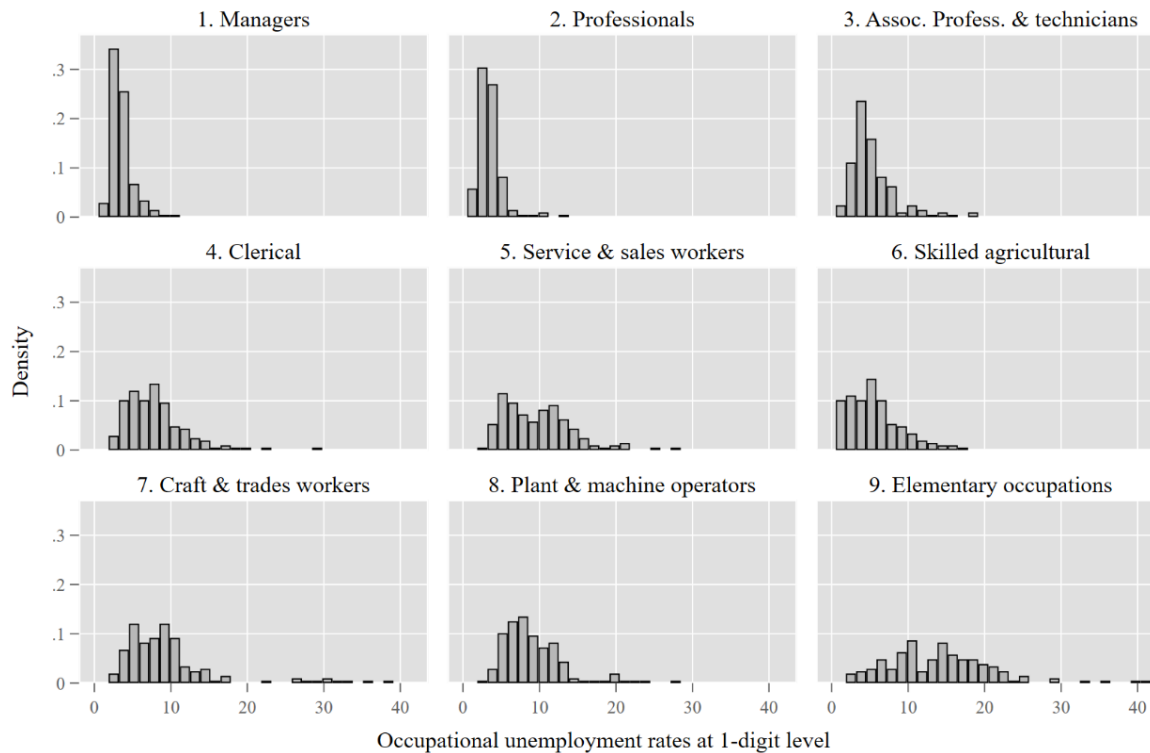 1. Managers
2. Professionals
3. Assoc. Profess. & technicians
.3
.2
.1
0
4. Clerical
5. Service & sales workers
6. Skilled agricultural
.3
.2
.1
0
Density
7. Craft & trades workers
8. Plant & machine operators
9. Elementary occupations
.3
.2
.1
0
0 10 20 30 40 0 10 20 30 40 0 10 20 30 40
Occupational unemployment rates at 1-digit level